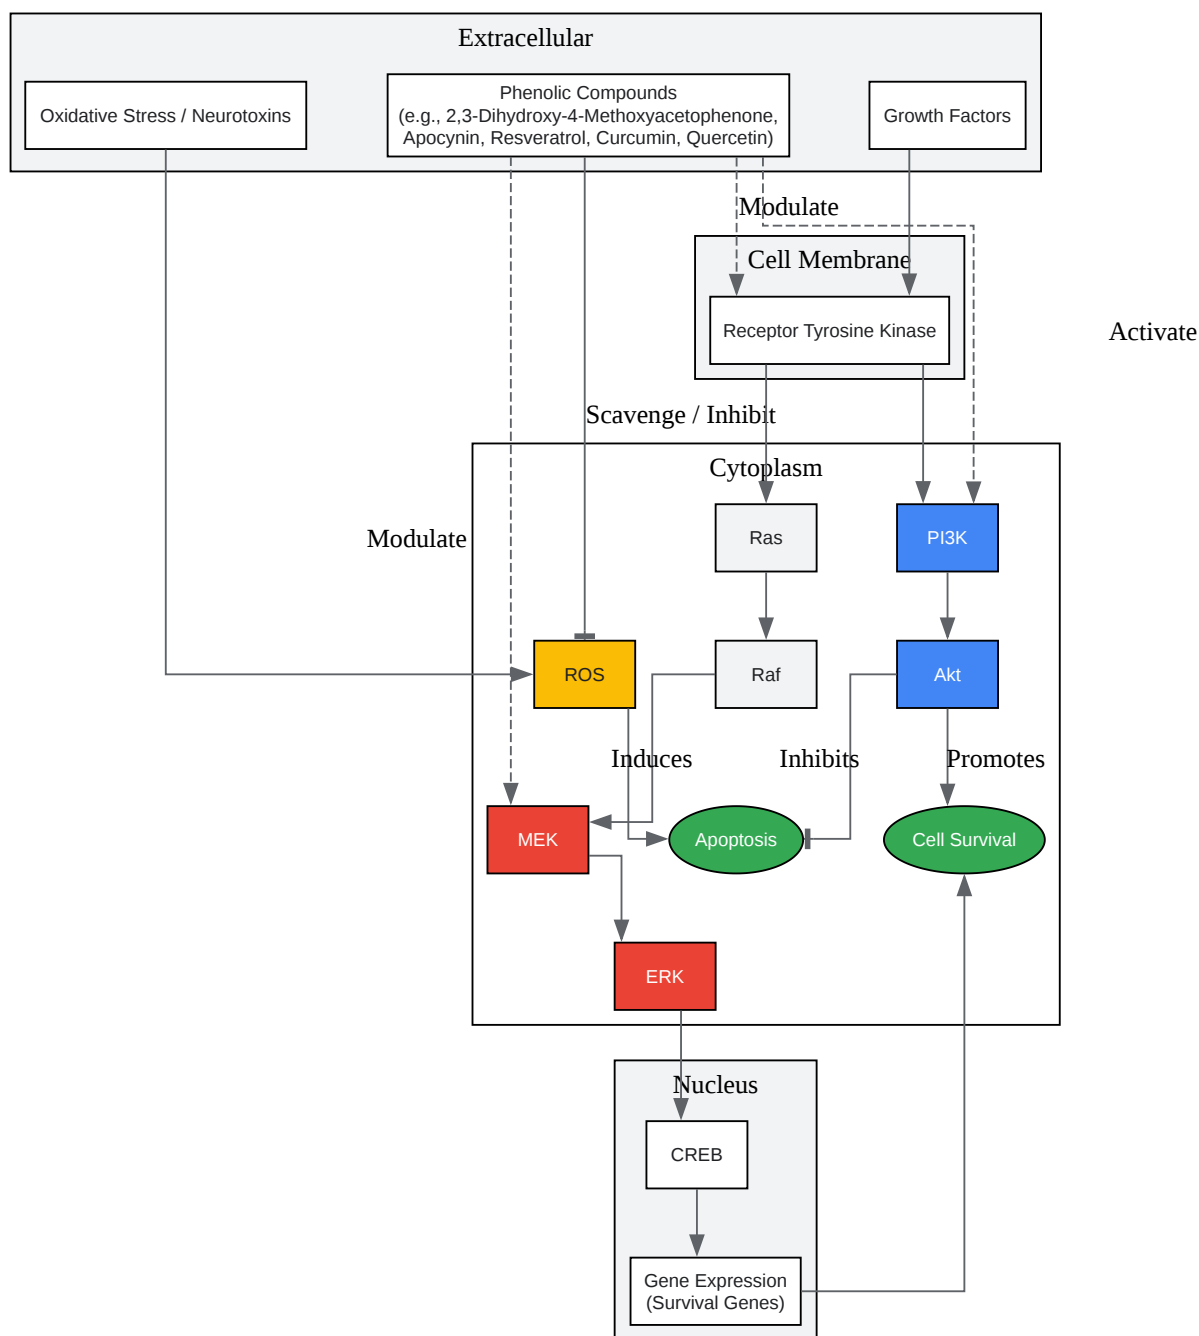 Extracellular
Oxidative Stress / Neurotoxins
Phenolic Compounds
(e.g., 2,3-Dihydroxy-4-Methoxyacetophenone,
Apocynin, Resveratrol, Curcumin, Quercetin)
Growth Factors
Modulate
Cell Membrane
Receptor Tyrosine Kinase
Activate
Scavenge / Inhibit
Cytoplasm
Modulate
Ras
PI3K
ROS
Raf
Akt
Induces
Inhibits
Promotes
MEK
Apoptosis
Cell Survival
ERK
Nucleus
CREB
Gene Expression
(Survival Genes)